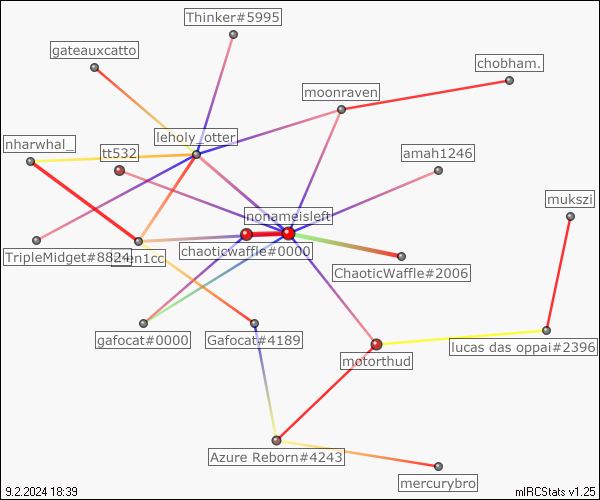 Thinker#5995
gateauxcatto
chobham.
moonraven
leholy_otter
nharwhal_
tt532
amah1246
mukszi
nonameisleft
chaoticwaffle#0000
TripleMidget#8824
ChaoticWaffle#2006
gafocat#0000
Gafocat#4189
lucas das oppai#2396
motorthud
Azure Reborn#4243
mercurybro
9.2.2024 18:39
mIRCStats v1.25